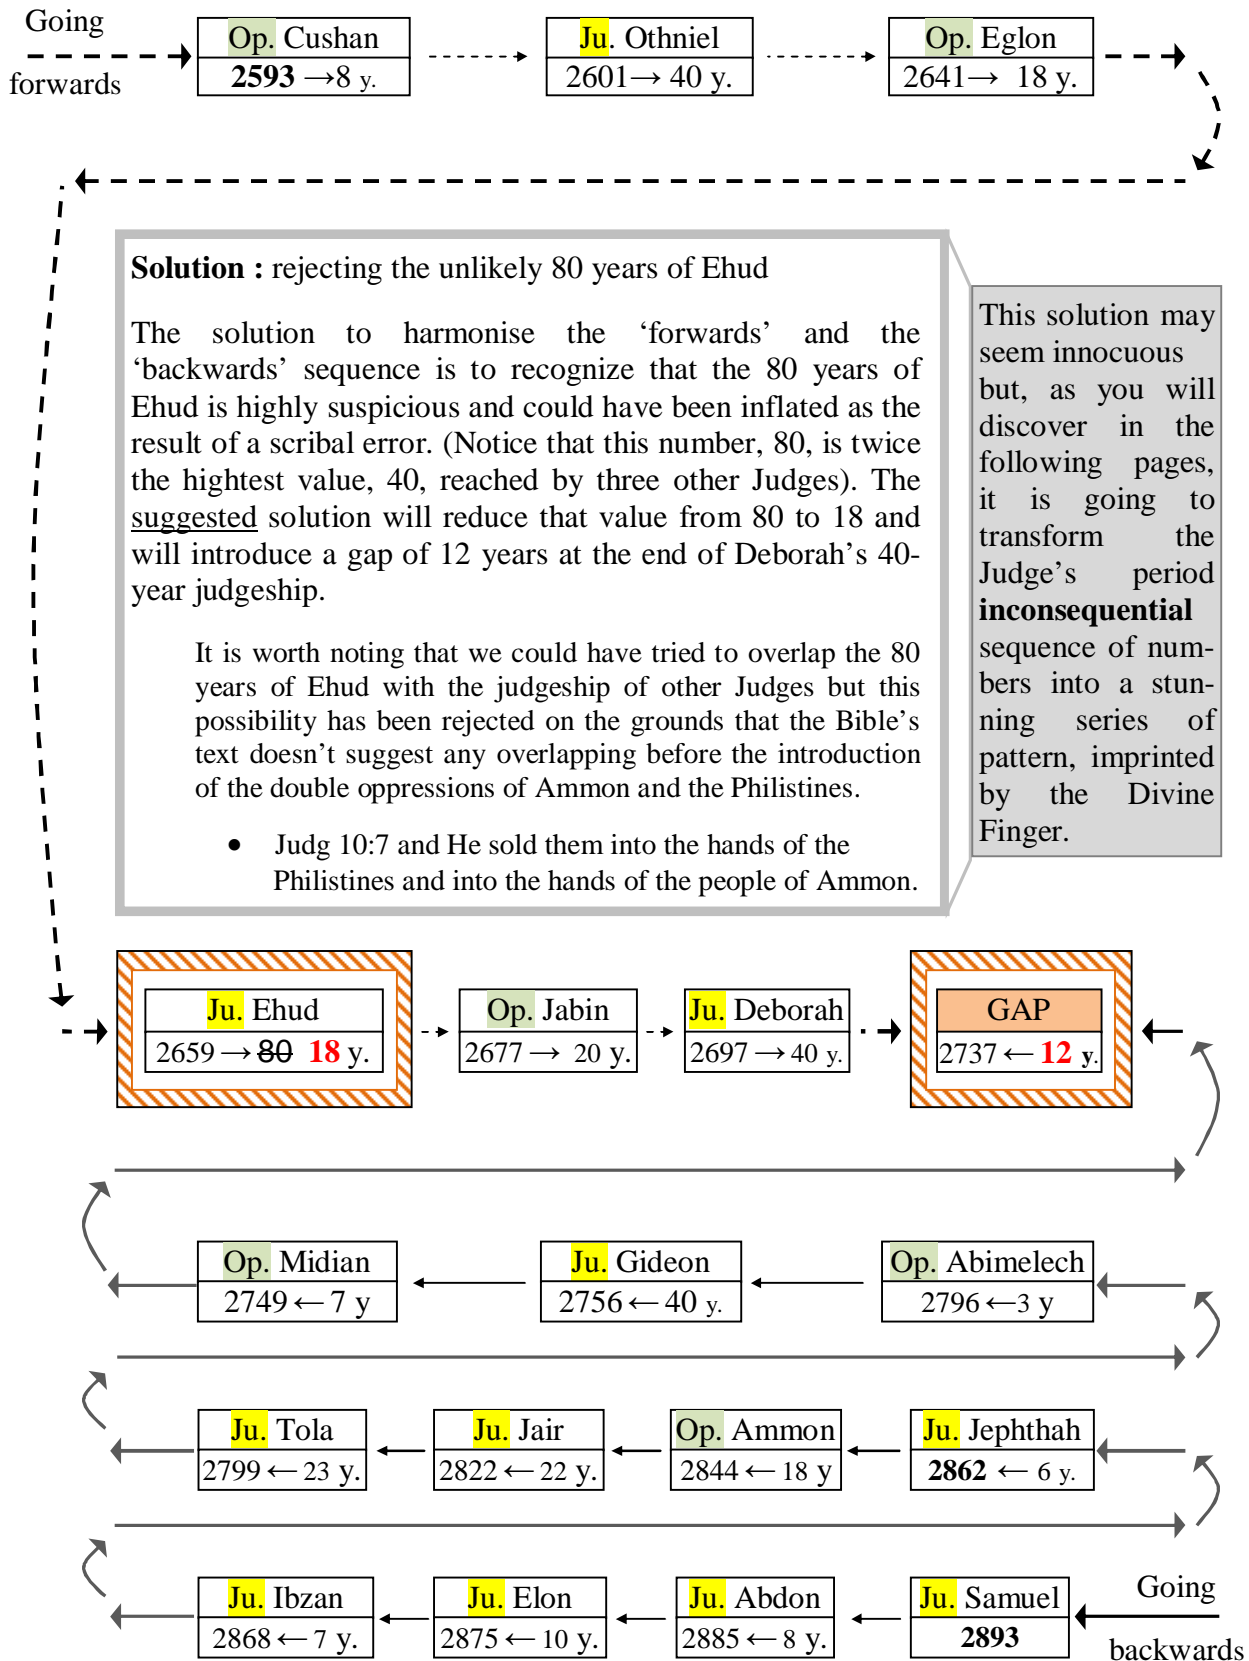 Going
forwards
Op. Cushan
2593 →8 y.
Ju. Othniel
2601→ 40 y.
Op. Eglon
2641→ 18 y.
Solution : rejecting the unlikely 80 years of Ehud
The solution to harmonise the ‘forwards’ and the
‘backwards’ sequence is to recognize that the 80 years of
Ehud is highly suspicious and could have been inflated as the
result of a scribal error. (Notice that this number, 80, is twice
the hightest value, 40, reached by three other Judges). The
suggested solution will reduce that value from 80 to 18 and
will introduce a gap of 12 years at the end of Deborah’s 40-
year judgeship.
It is worth noting that we could have tried to overlap the 80
years of Ehud with the judgeship of other Judges but this
possibility has been rejected on the grounds that the Bible’s
text doesn’t suggest any overlapping before the introduction
of the double oppressions of Ammon and the Philistines.
• Judg 10:7 and He sold them into the hands of the
Philistines and into the hands of the people of Ammon.
This solution may
seem innocuous
but, as you will
discover in the
following pages,
it is going to
transform the
Judge’s period
inconsequential
sequence of num-
bers into a stun-
ning series of
pattern, imprinted
by the Divine
Finger.
Ju. Ehud
2659 → 80 18 y.
Op. Jabin
2677 → 20 y.
Ju. Deborah
2697 → 40 y.
GAP
2737 ← 12 y.
Op. Midian
2749 ← 7 y
Ju. Gideon
2756 ← 40 y.
Op. Abimelech
2796 ←3 y
Ju. Tola
2799 ← 23 y.
Ju. Jair
2822 ← 22 y.
Op. Ammon
2844 ← 18 y
Ju. Jephthah
2862 ← 6 y.
Ju. Ibzan
2868 ← 7 y.
Ju. Elon
2875 ← 10 y.
Ju. Abdon
2885 ← 8 y.
Ju. Samuel
2893
Going
backwards